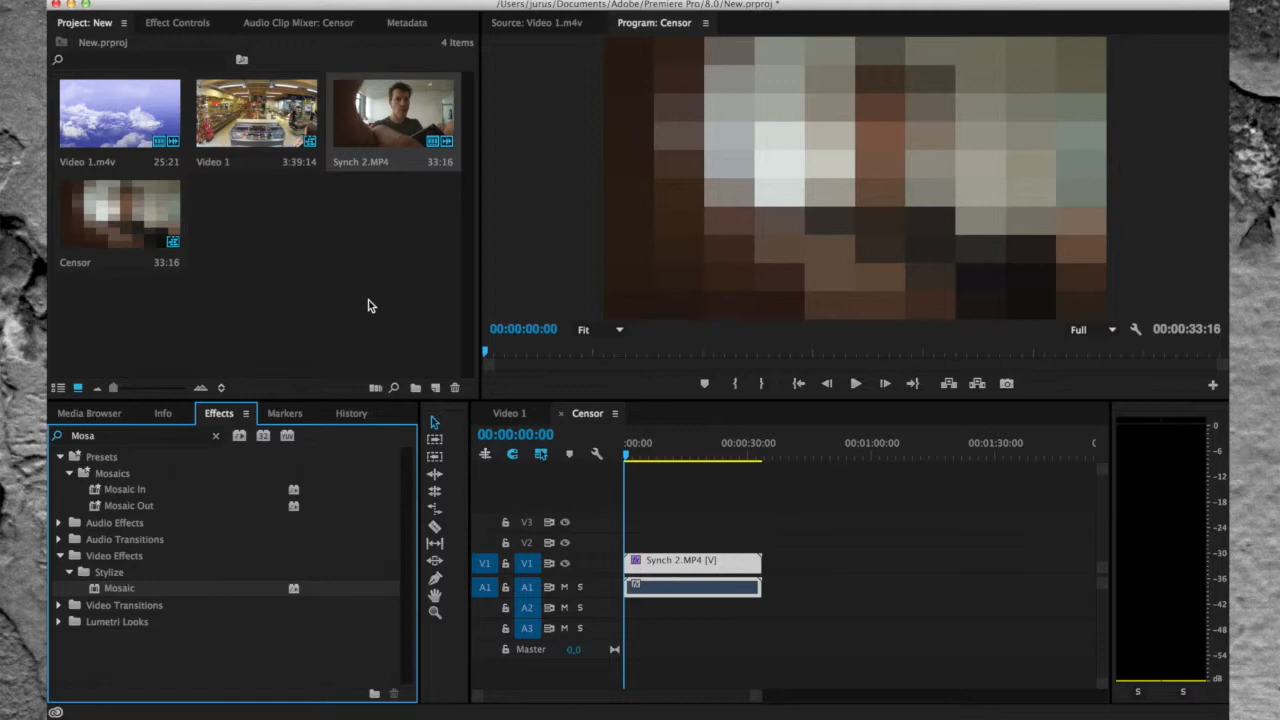 /Users/jurus/Documents/Adobe/Premiere Pro/8.0/New.prproj *
Project: New
Effect Controls
Audio Clip Mixer: Censor
Metadata
Source: Video 1.m4v
Program: Censor
New.prproj
4 Items
Video 1.m4v 25:21
Video 1 3:39:14
Synch 2.MP4 33:16
Censor 33:16
00:00:00:00
Fit
Full
00:00:33:16
Media Browser
Info
Effects
Markers
History
Mosa
32
YUV
Presets
Mosaics
Mosaic In
Mosaic Out
Audio Effects
Audio Transitions
Video Effects
Stylize
Mosaic
Video Transitions
Lumetri Looks
Video 1
× Censor
00:00:00:00
:00:00
00:00:30:00
00:01:00:00
00:01:30:00
V3
V2
V1 V1
Synch 2.MP4 [V]
A1 A1 M S
A2 M S
A3 M S
Master 0,0
0
-6
-12
-18
-24
-30
-36
-42
-48
-54
dB
S S